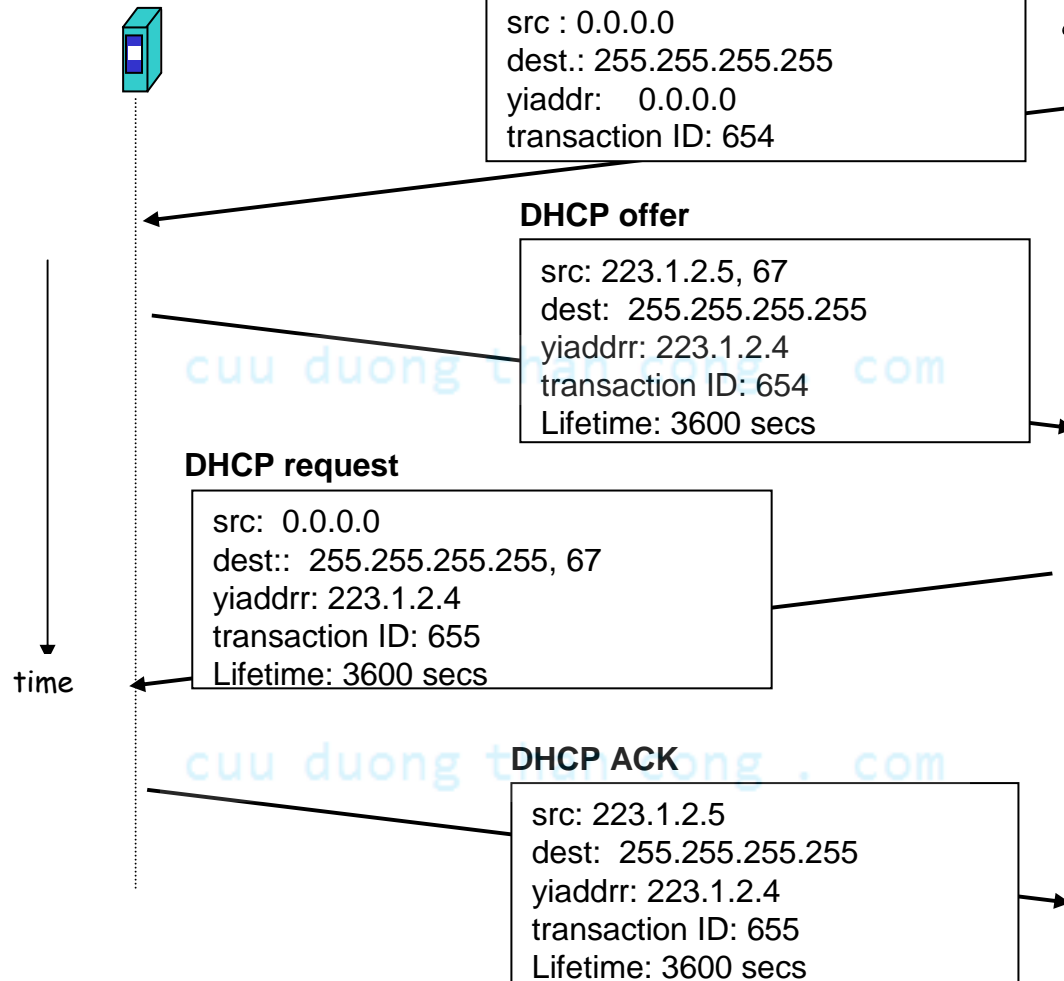 src : 0.0.0.0
dest.: 255.255.255.255
yiaddr: 0.0.0.0
transaction ID: 654
DHCP offer
src: 223.1.2.5, 67
dest: 255.255.255.255
yiaddrr: 223.1.2.4
transaction ID: 654
Lifetime: 3600 secs
cuu duong than cong . com
DHCP request
src: 0.0.0.0
dest:: 255.255.255.255, 67
yiaddrr: 223.1.2.4
transaction ID: 655
Lifetime: 3600 secs
time
cuu duong than cong . com
DHCP ACK
src: 223.1.2.5
dest: 255.255.255.255
yiaddrr: 223.1.2.4
transaction ID: 655
Lifetime: 3600 secs